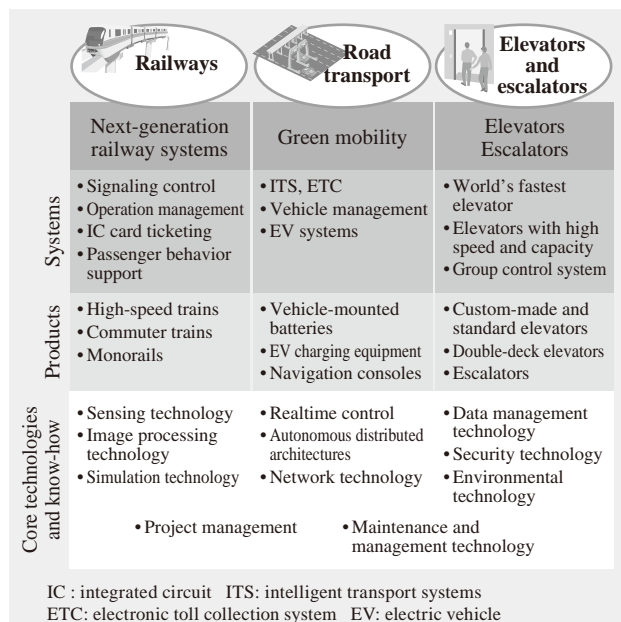 Railways
Road
transport
Elevators
and
escalators
Next-generation
railway systems
Green mobility
Elevators
Escalators
Systems
• Signaling control
• Operation management
• IC card ticketing
• Passenger behavior
support
• ITS, ETC
• Vehicle management
• EV systems
• World's fastest
elevator
• Elevators with high
speed and capacity
• Group control system
Products
• High-speed trains
• Commuter trains
• Monorails
• Vehicle-mounted
batteries
• EV charging equipment
• Navigation consoles
• Custom-made and
standard elevators
• Double-deck elevators
• Escalators
Core technologies
and know-how
• Sensing technology
• Image processing
technology
• Simulation technology
• Realtime control
• Autonomous distributed
architectures
• Network technology
• Data management
technology
• Security technology
• Environmental
technology
• Project management
• Maintenance and
management technology
IC : integrated circuit ITS: intelligent transport systems
ETC: electronic toll collection system EV: electric vehicle